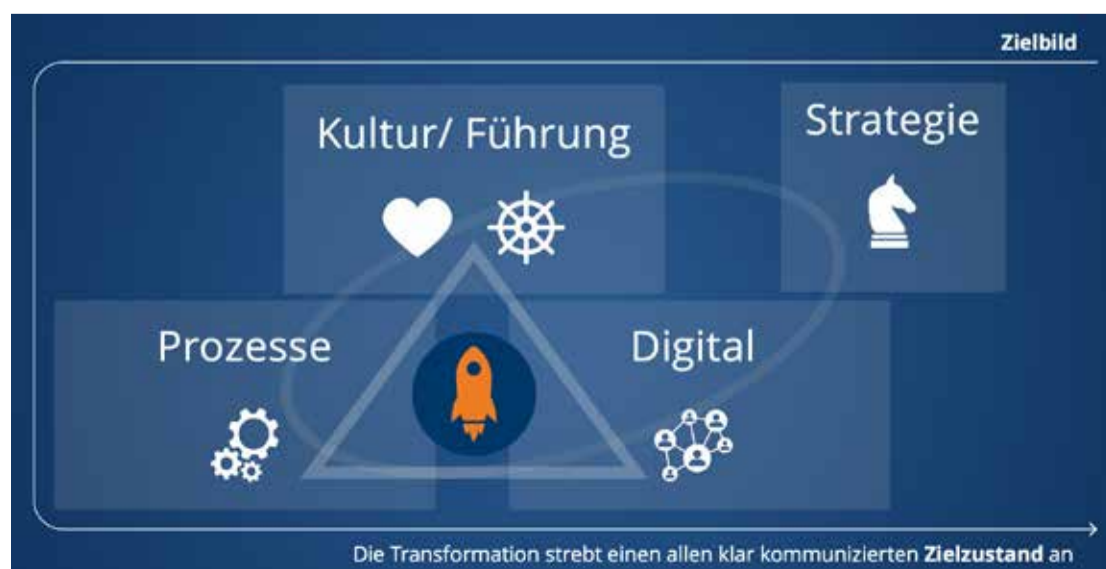 Zielbild
Kultur/ Führung
Strategie
Prozesse
Digital
Die Transformation strebt einen allen klar kommunizierten Zielzustand an